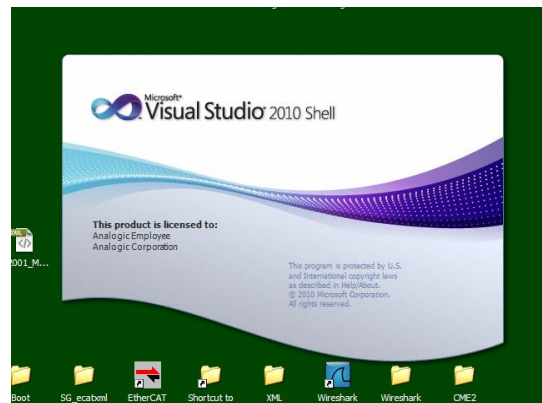 Microsoft®
Visual Studio® 2010 Shell
This product is licensed to:
Analogic Employee
Analogic Corporation
This program is protected by U.S.
and International copyright laws
as described in Help/About.
© 2010 Microsoft Corporation.
All rights reserved.
2001_M...
Boot
SG_ecatxml
EtherCAT
Shortcut to
XML
Wireshark
Wireshark
CME2